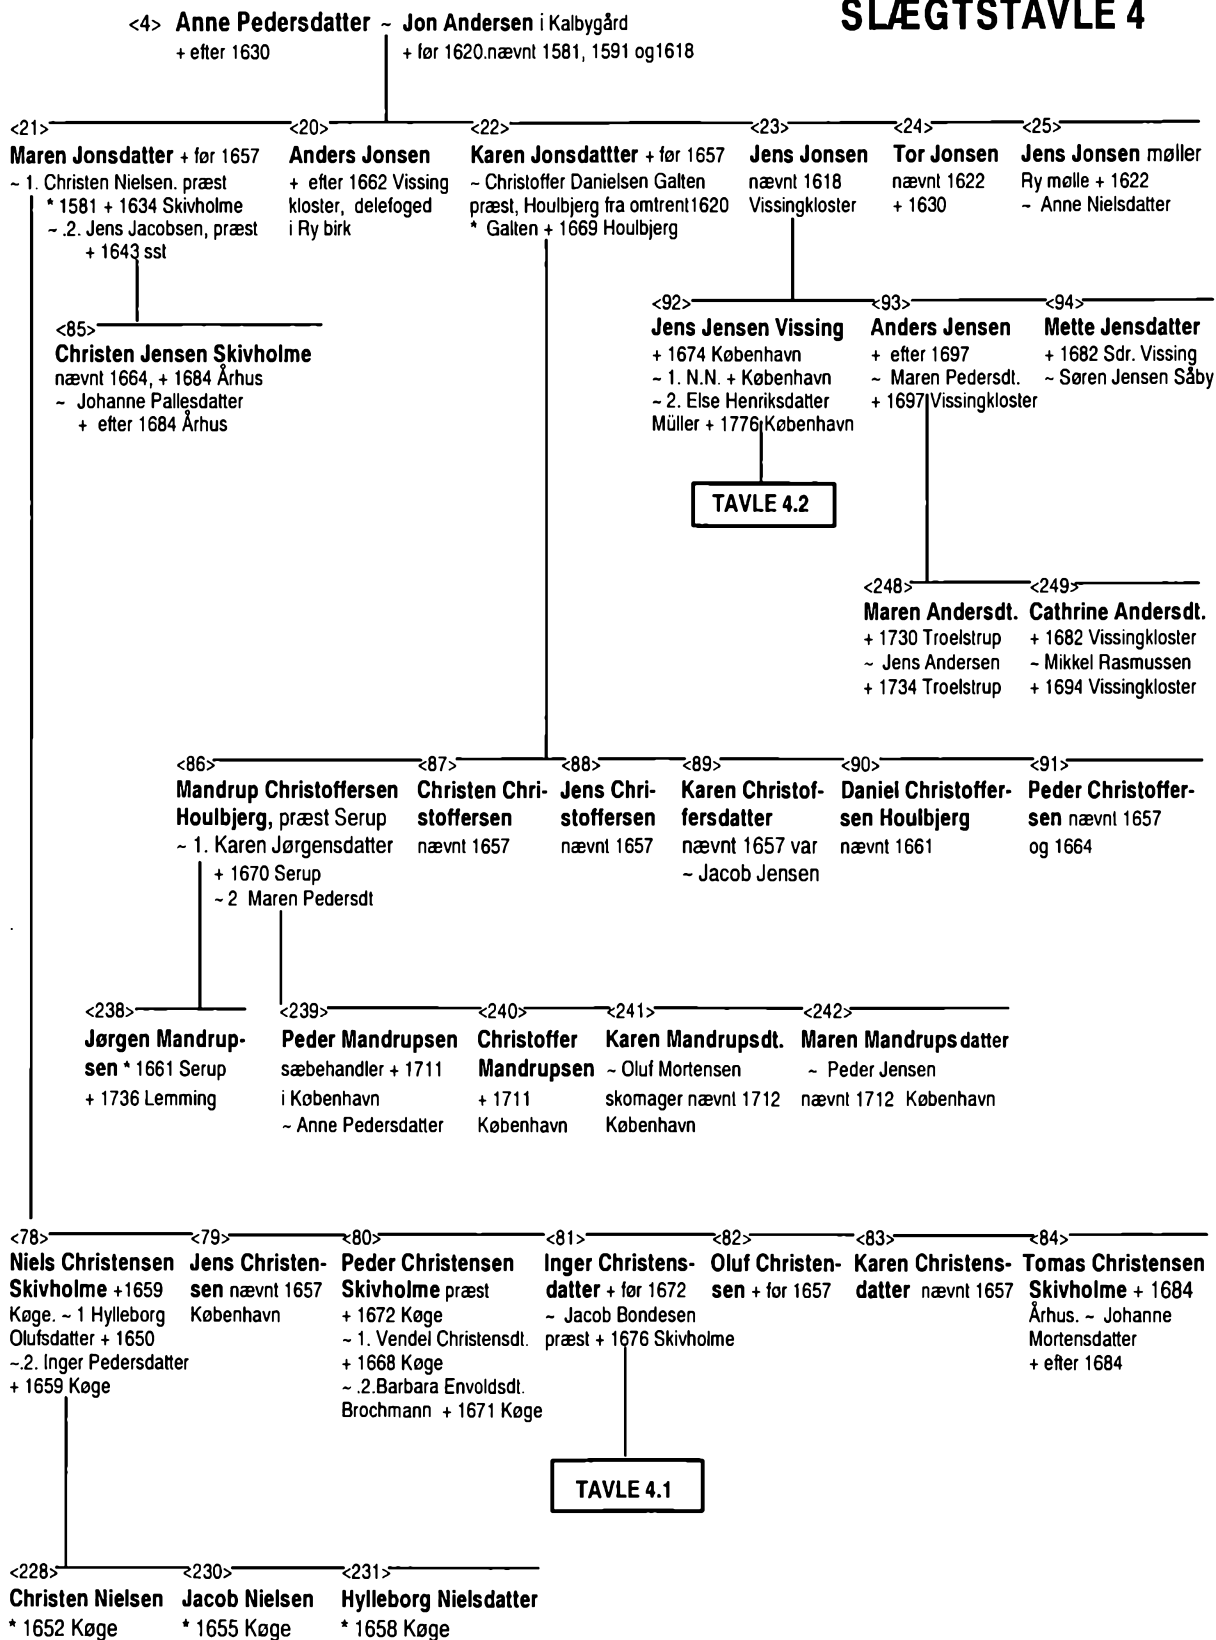 SLÆGTSTAVLE 4
<4> Anne Pedersdatter ~ Jon Andersen i Kalbygård
+ efter 1630
+ før 1620.nævnt 1581, 1591 og1618
<21>
Maren Jonsdatter + før 1657
~ 1. Christen Nielsen. præst
* 1581 + 1634 Skivholme
~ .2. Jens Jacobsen, præst
+ 1643 sst
<20>
Anders Jonsen
+ efter 1662 Vissing
kloster, delefoged
i Ry birk
<22>
Karen Jonsdattter + før 1657
~ Christoffer Danielsen Galten
præst, Houlbjerg fra omtrent1620
* Galten + 1669 Houlbjerg
<23>
Jens Jonsen
nævnt 1618
Vissingkloster
<24>
Tor Jonsen
nævnt 1622
+ 1630
<25>
Jens Jonsen møller
Ry mølle + 1622
~ Anne Nielsdatter
<85>
Christen Jensen Skivholme
nævnt 1664, + 1684 Århus
~ Johanne Pallesdatter
+ efter 1684 Århus
<92>
Jens Jensen Vissing
+ 1674 København
~ 1. N.N. + København
~ 2. Else Henriksdatter
Müller + 1776 København
TAVLE 4.2
<93>
Anders Jensen
+ efter 1697
~ Maren Pedersdt.
+ 1697 Vissingkloster
<94>
Mette Jensdatter
+ 1682 Sdr. Vissing
~ Søren Jensen Såby
<248>
Maren Andersdt.
+ 1730 Troelstrup
~ Jens Andersen
+ 1734 Troelstrup
<249>
Cathrine Andersdt.
+ 1682 Vissingkloster
~ Mikkel Rasmussen
+ 1694 Vissingkloster
<86>
Mandrup Christoffersen
Houlbjerg, præst Serup
~ 1. Karen Jørgensdatter
+ 1670 Serup
~ 2 Maren Pedersdt
<87>
Christen Chri-
stoffersen
nævnt 1657
<88>
Jens Chri-
stoffersen
nævnt 1657
<89>
Karen Christof-
fersdatter
nævnt 1657 var
~ Jacob Jensen
<90>
Daniel Christoffer-
sen Houlbjerg
nævnt 1661
<91>
Peder Christoffer-
sen nævnt 1657
og 1664
<238>
Jørgen Mandrup-
sen * 1661 Serup
+ 1736 Lemming
<239>
Peder Mandrupsen
sæbehandler + 1711
i København
~ Anne Pedersdatter
<240>
Christoffer
Mandrupsen
+ 1711
København
<241>
Karen Mandrupsdt.
~ Oluf Mortensen
skomager nævnt 1712
København
<242>
Maren Mandrupsdatter
~ Peder Jensen
nævnt 1712 København
<78>
Niels Christensen
Skivholme +1659
Køge. ~ 1 Hylleborg
Olufsdatter + 1650
~.2. Inger Pedersdatter
+ 1659 Køge
<79>
Jens Christen-
sen nævnt 1657
København
<80>
Peder Christensen
Skivholme præst
+ 1672 Køge
~ 1. Vendel Christensdt.
+ 1668 Køge
~ .2.Barbara Envoldsdt.
Brochmann + 1671 Køge
<81>
Inger Christens-
datter + før 1672
~ Jacob Bondesen
præst + 1676 Skivholme
TAVLE 4.1
<82>
Oluf Christen-
sen + før 1657
<83>
Karen Christens-
datter nævnt 1657
<84>
Tomas Christensen
Skivholme + 1684
Århus. ~ Johanne
Mortensdatter
+ efter 1684
<228>
Christen Nielsen
* 1652 Køge
<230>
Jacob Nielsen
* 1655 Køge
<231>
Hylleborg Nielsdatter
* 1658 Køge